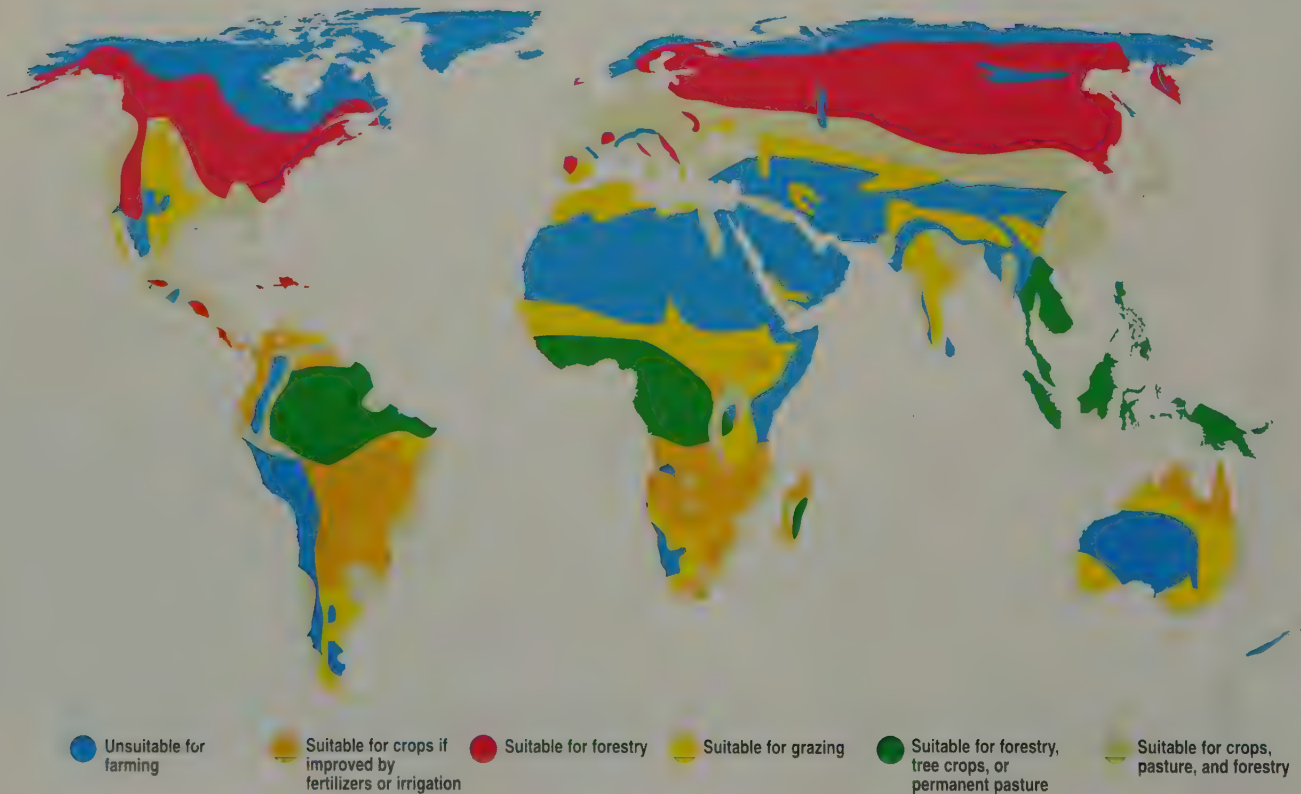 Unsuitable for
farming
Suitable for crops if
improved by
fertilizers or irrigation
Suitable for forestry
Suitable for grazing
Suitable for forestry,
tree crops, or
permanent pasture
Suitable for crops,
pasture, and forestry